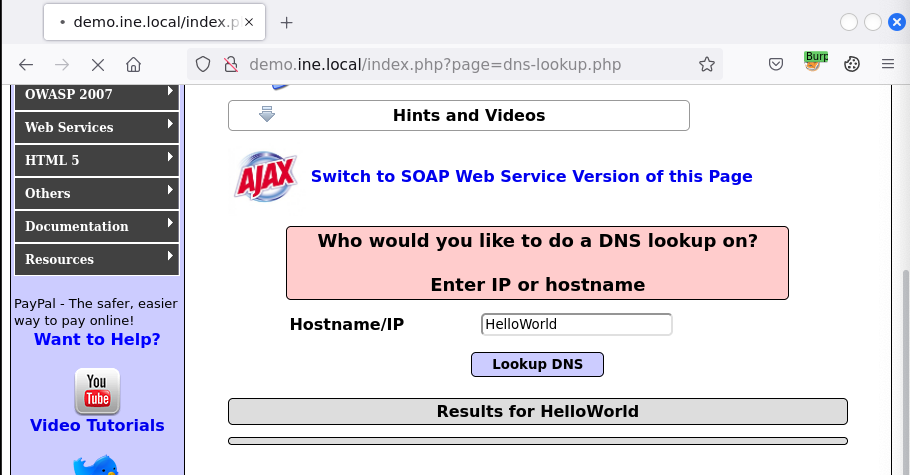 demo.ine.local/index.p
demo.ine.local/index.php?page=dns-lookup.php
Burp
OWASP 2007
Web Services
HTML 5
Others
Documentation
Resources
PayPal - The safer, easier
way to pay online!
Want to Help?
You
Tube
Video Tutorials
Hints and Videos
AJAX
Switch to SOAP Web Service Version of this Page
Who would you like to do a DNS lookup on?
Enter IP or hostname
Hostname/IP
HelloWorld
Lookup DNS
Results for HelloWorld